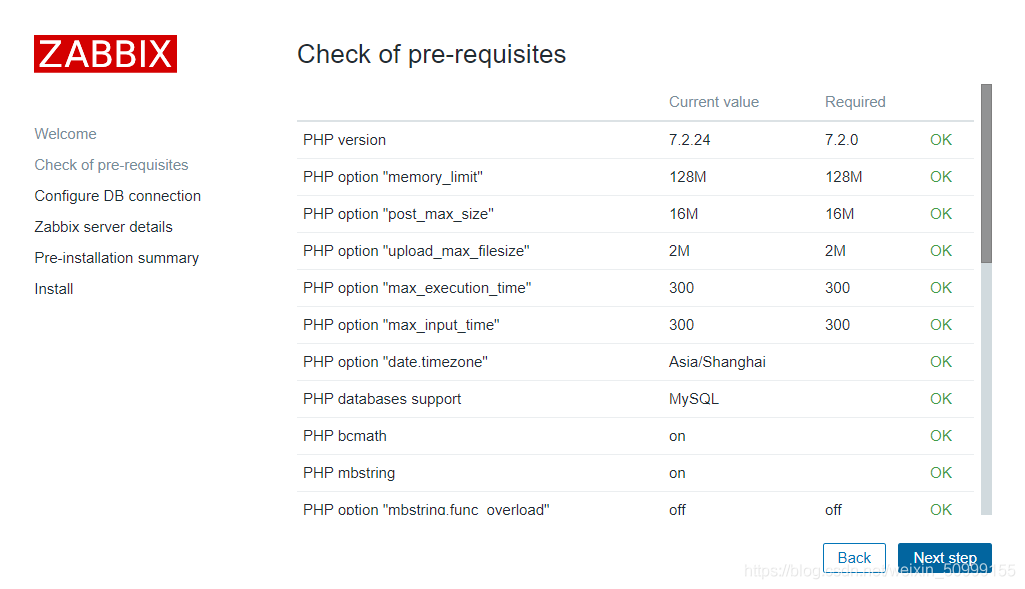 ZABBIX
Check of pre-requisites
Welcome
Check of pre-requisites
Configure DB connection
Zabbix server details
Pre-installation summary
Install
Current value Required
PHP version 7.2.24 7.2.0 OK
PHP option "memory_limit" 128M 128M OK
PHP option "post_max_size" 16M 16M OK
PHP option "upload_max_filesize" 2M 2M OK
PHP option "max_execution_time" 300 300 OK
PHP option "max_input_time" 300 300 OK
PHP option "date.timezone" Asia/Shanghai OK
PHP databases support MySQL OK
PHP bcmath on OK
PHP mbstring on OK
PHP option "mbstring.func_overload" off off OK
Back Next step
https://blog.csdn.net/weixin_50999155